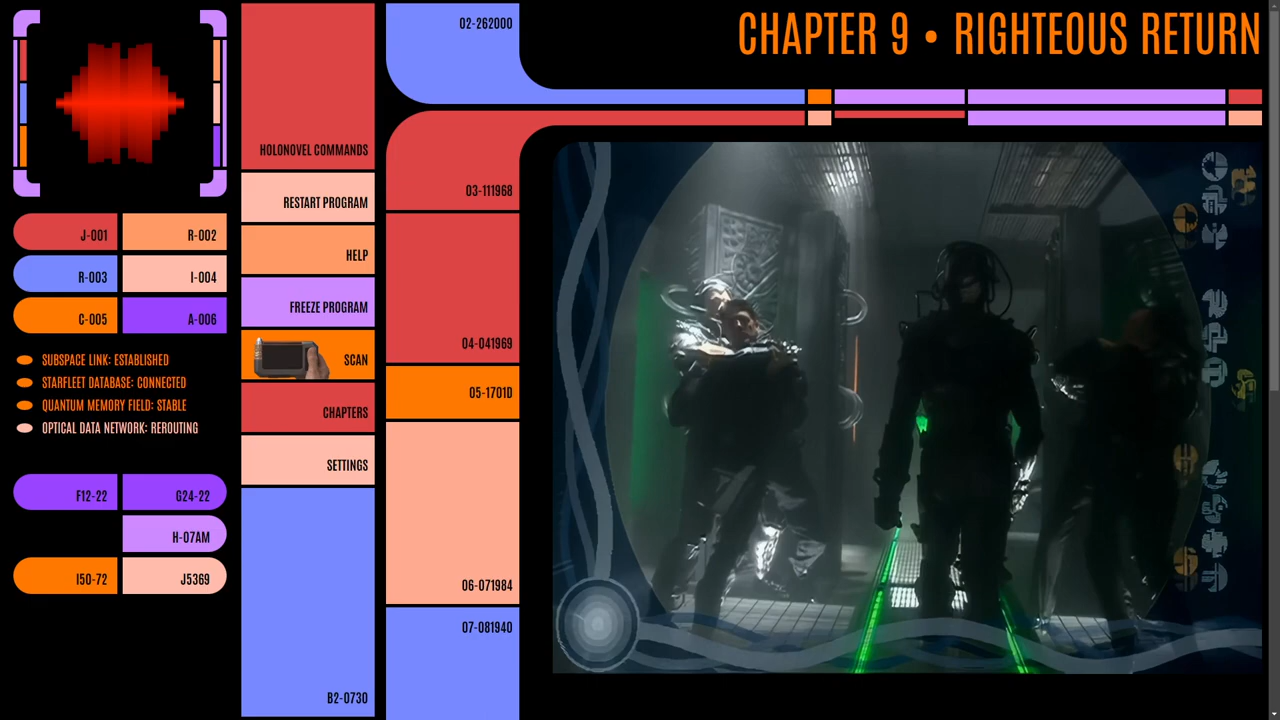 CHAPTER 9 • RIGHTEOUS RETURN
J-001
R-002
R-003
I-004
C-005
A-006
SUBSPACE LINK: ESTABLISHED
STARFLEET DATABASE: CONNECTED
QUANTUM MEMORY FIELD: STABLE
OPTICAL DATA NETWORK: REROUTING
F12-22
G24-22
H-07AM
I50-72
J5369
HOLONOVEL COMMANDS
RESTART PROGRAM
HELP
FREEZE PROGRAM
SCAN
CHAPTERS
SETTINGS
B2-0730
02-262000
03-111968
04-041969
05-1701D
06-071984
07-081940